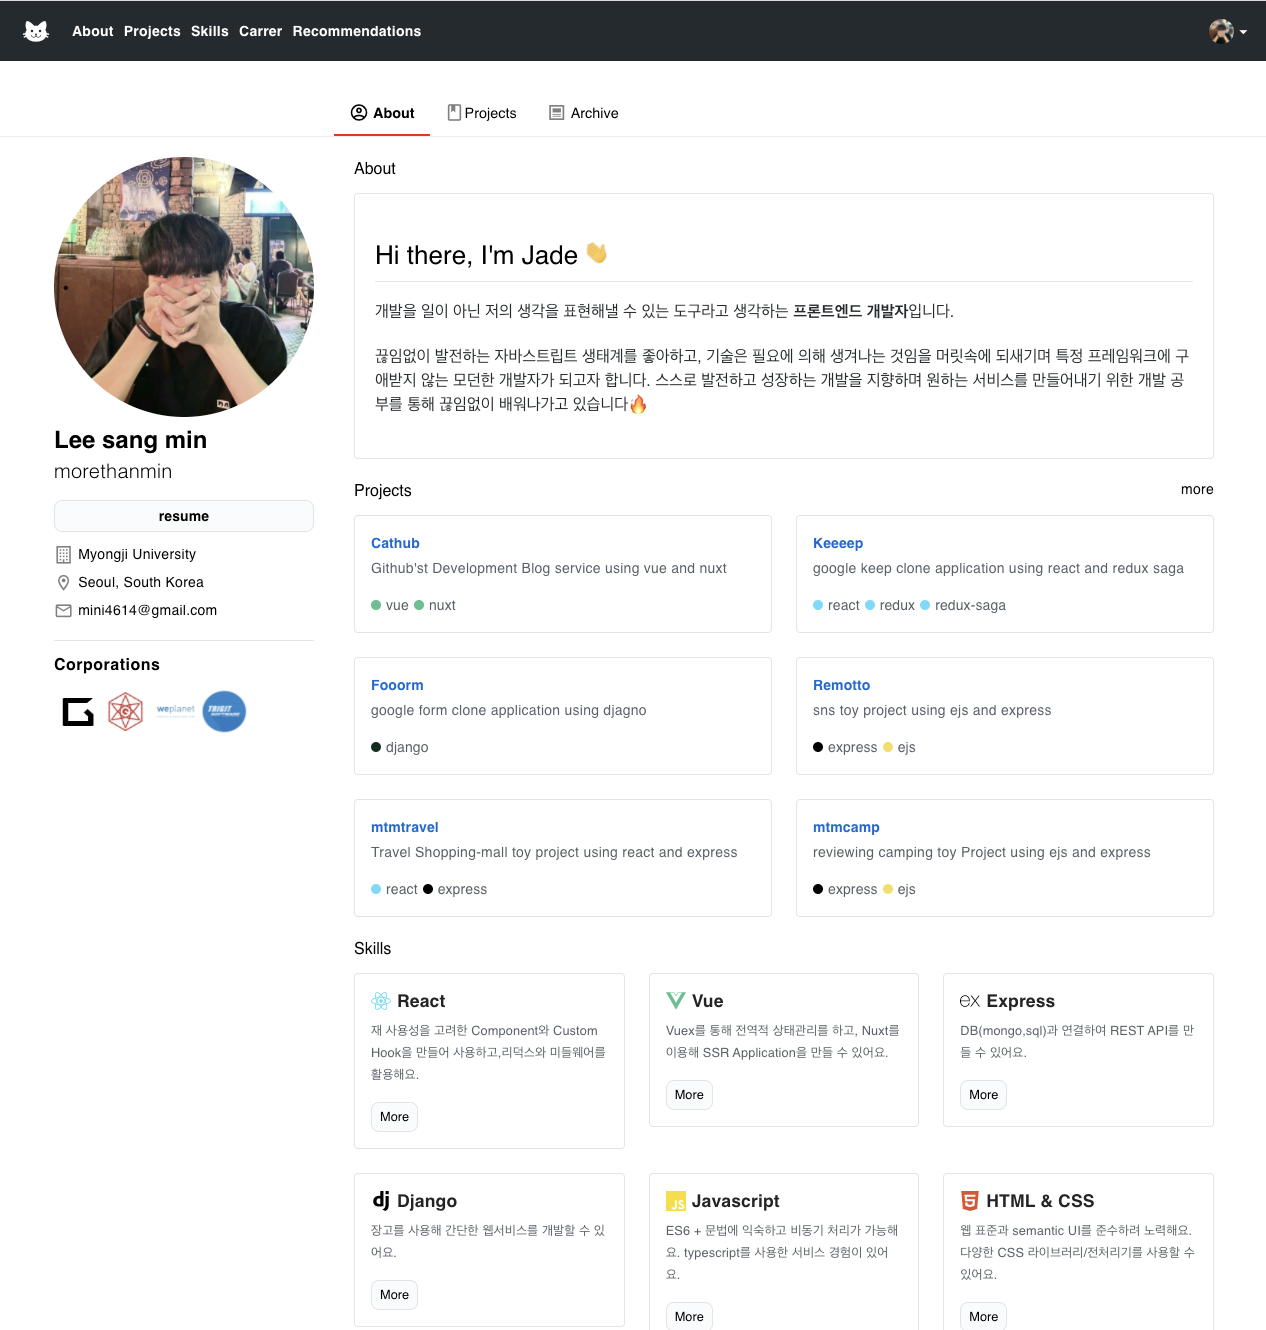 About Projects Skills Carrer Recommendations
About Projects Archive
Lee sang min
morethanmin
resume
Myongji University
Seoul, South Korea
mini4614@gmail.com
Corporations
G weplanet TRIGIT SOFTWARE
About
Hi there, I'm Jade 👋
개발을 일이 아닌 저의 생각을 표현해낼 수 있는 도구라고 생각하는 프론트엔드 개발자입니다.
끊임없이 발전하는 자바스트립트 생태계를 좋아하고, 기술은 필요에 의해 생겨나는 것임을 머릿속에 되새기며 특정 프레임워크에 구
애받지 않는 모던한 개발자가 되고자 합니다. 스스로 발전하고 성장하는 개발을 지향하며 원하는 서비스를 만들어내기 위한 개발 공
부를 통해 끊임없이 배워나가고 있습니다🔥
Projects more
Cathub
Github'st Development Blog service using vue and nuxt
vue nuxt
Keeeep
google keep clone application using react and redux saga
react redux redux-saga
Fooorm
google form clone application using djagno
django
Remotto
sns toy project using ejs and express
express ejs
mtmtravel
Travel Shopping-mall toy project using react and express
react express
mtmcamp
reviewing camping toy Project using ejs and express
express ejs
Skills
React
재 사용성을 고려한 Component와 Custom
Hook을 만들어 사용하고,리덕스와 미들웨어를
활용해요.
More
Vue
Vuex를 통해 전역적 상태관리를 하고, Nuxt를
이용해 SSR Application을 만들 수 있어요.
More
ex Express
DB(mongo,sql)과 연결하여 REST API를 만
들 수 있어요.
More
dj Django
장고를 사용해 간단한 웹서비스를 개발할 수 있
어요.
More
JS Javascript
ES6 + 문법에 익숙하고 비동기 처리가 가능해
요. typescript를 사용한 서비스 경험이 있어
요.
More
5 HTML & CSS
웹 표준과 semantic UI를 준수하려 노력해요.
다양한 CSS 라이브러리/전처리기를 사용할 수
있어요.
More